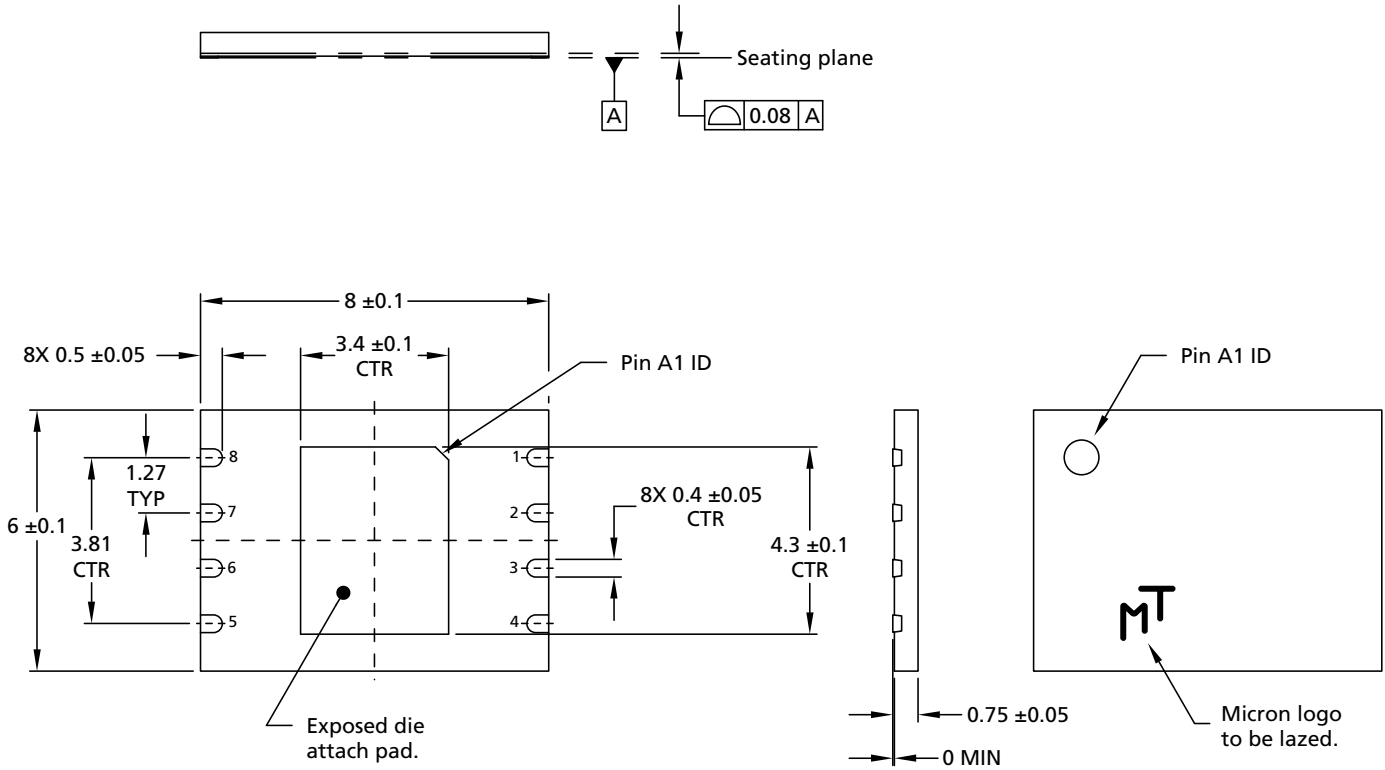 Seating plane
A
0.08 A
8 ±0.1
8X 0.5 ±0.05
3.4 ±0.1
CTR
Pin A1 ID
Pin A1 ID
8
1
1.27
TYP
7
2
8X 0.4 ±0.05
CTR
6 ±0.1
3.81
CTR
4.3 ±0.1
CTR
6
3
5
4
MT
Exposed die
attach pad.
0.75 ±0.05
0 MIN
Micron logo
to be lazed.